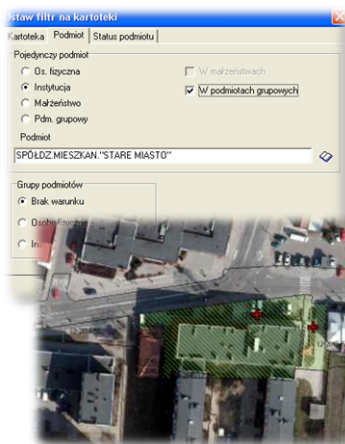 Ustaw filtr na kartoteki
Kartoteka Podmiot Status podmiotu
Pojedynczy podmiot
Os. fizyczna
W małżeństwach
Instytucja
W podmiotach grupowych
Małżeństwo
Pdm. grupowy
Podmiot
SPÓŁDZ.MIESZKAN."STARE MIASTO"
Grupy podmiotów
Brak warunku
Osoby fizyczne